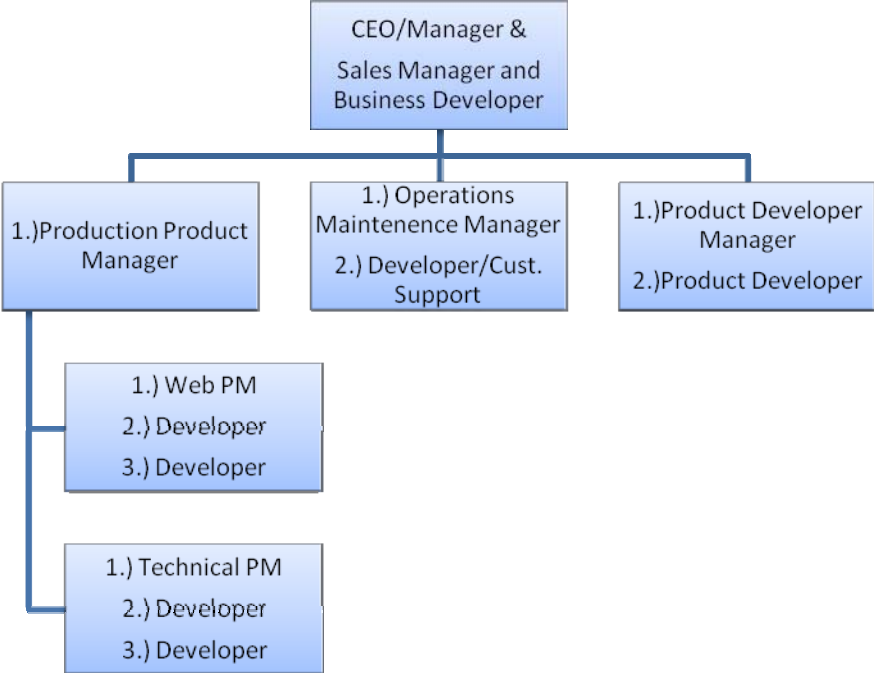 CEO/Manager &
Sales Manager and
Business Developer
1.)Production Product
Manager
1.) Operations
Maintenence Manager
2.) Developer/Cust.
Support
1.)Product Developer
Manager
2.)Product Developer
1.) Web PM
2.) Developer
3.) Developer
1.) Technical PM
2.) Developer
3.) Developer